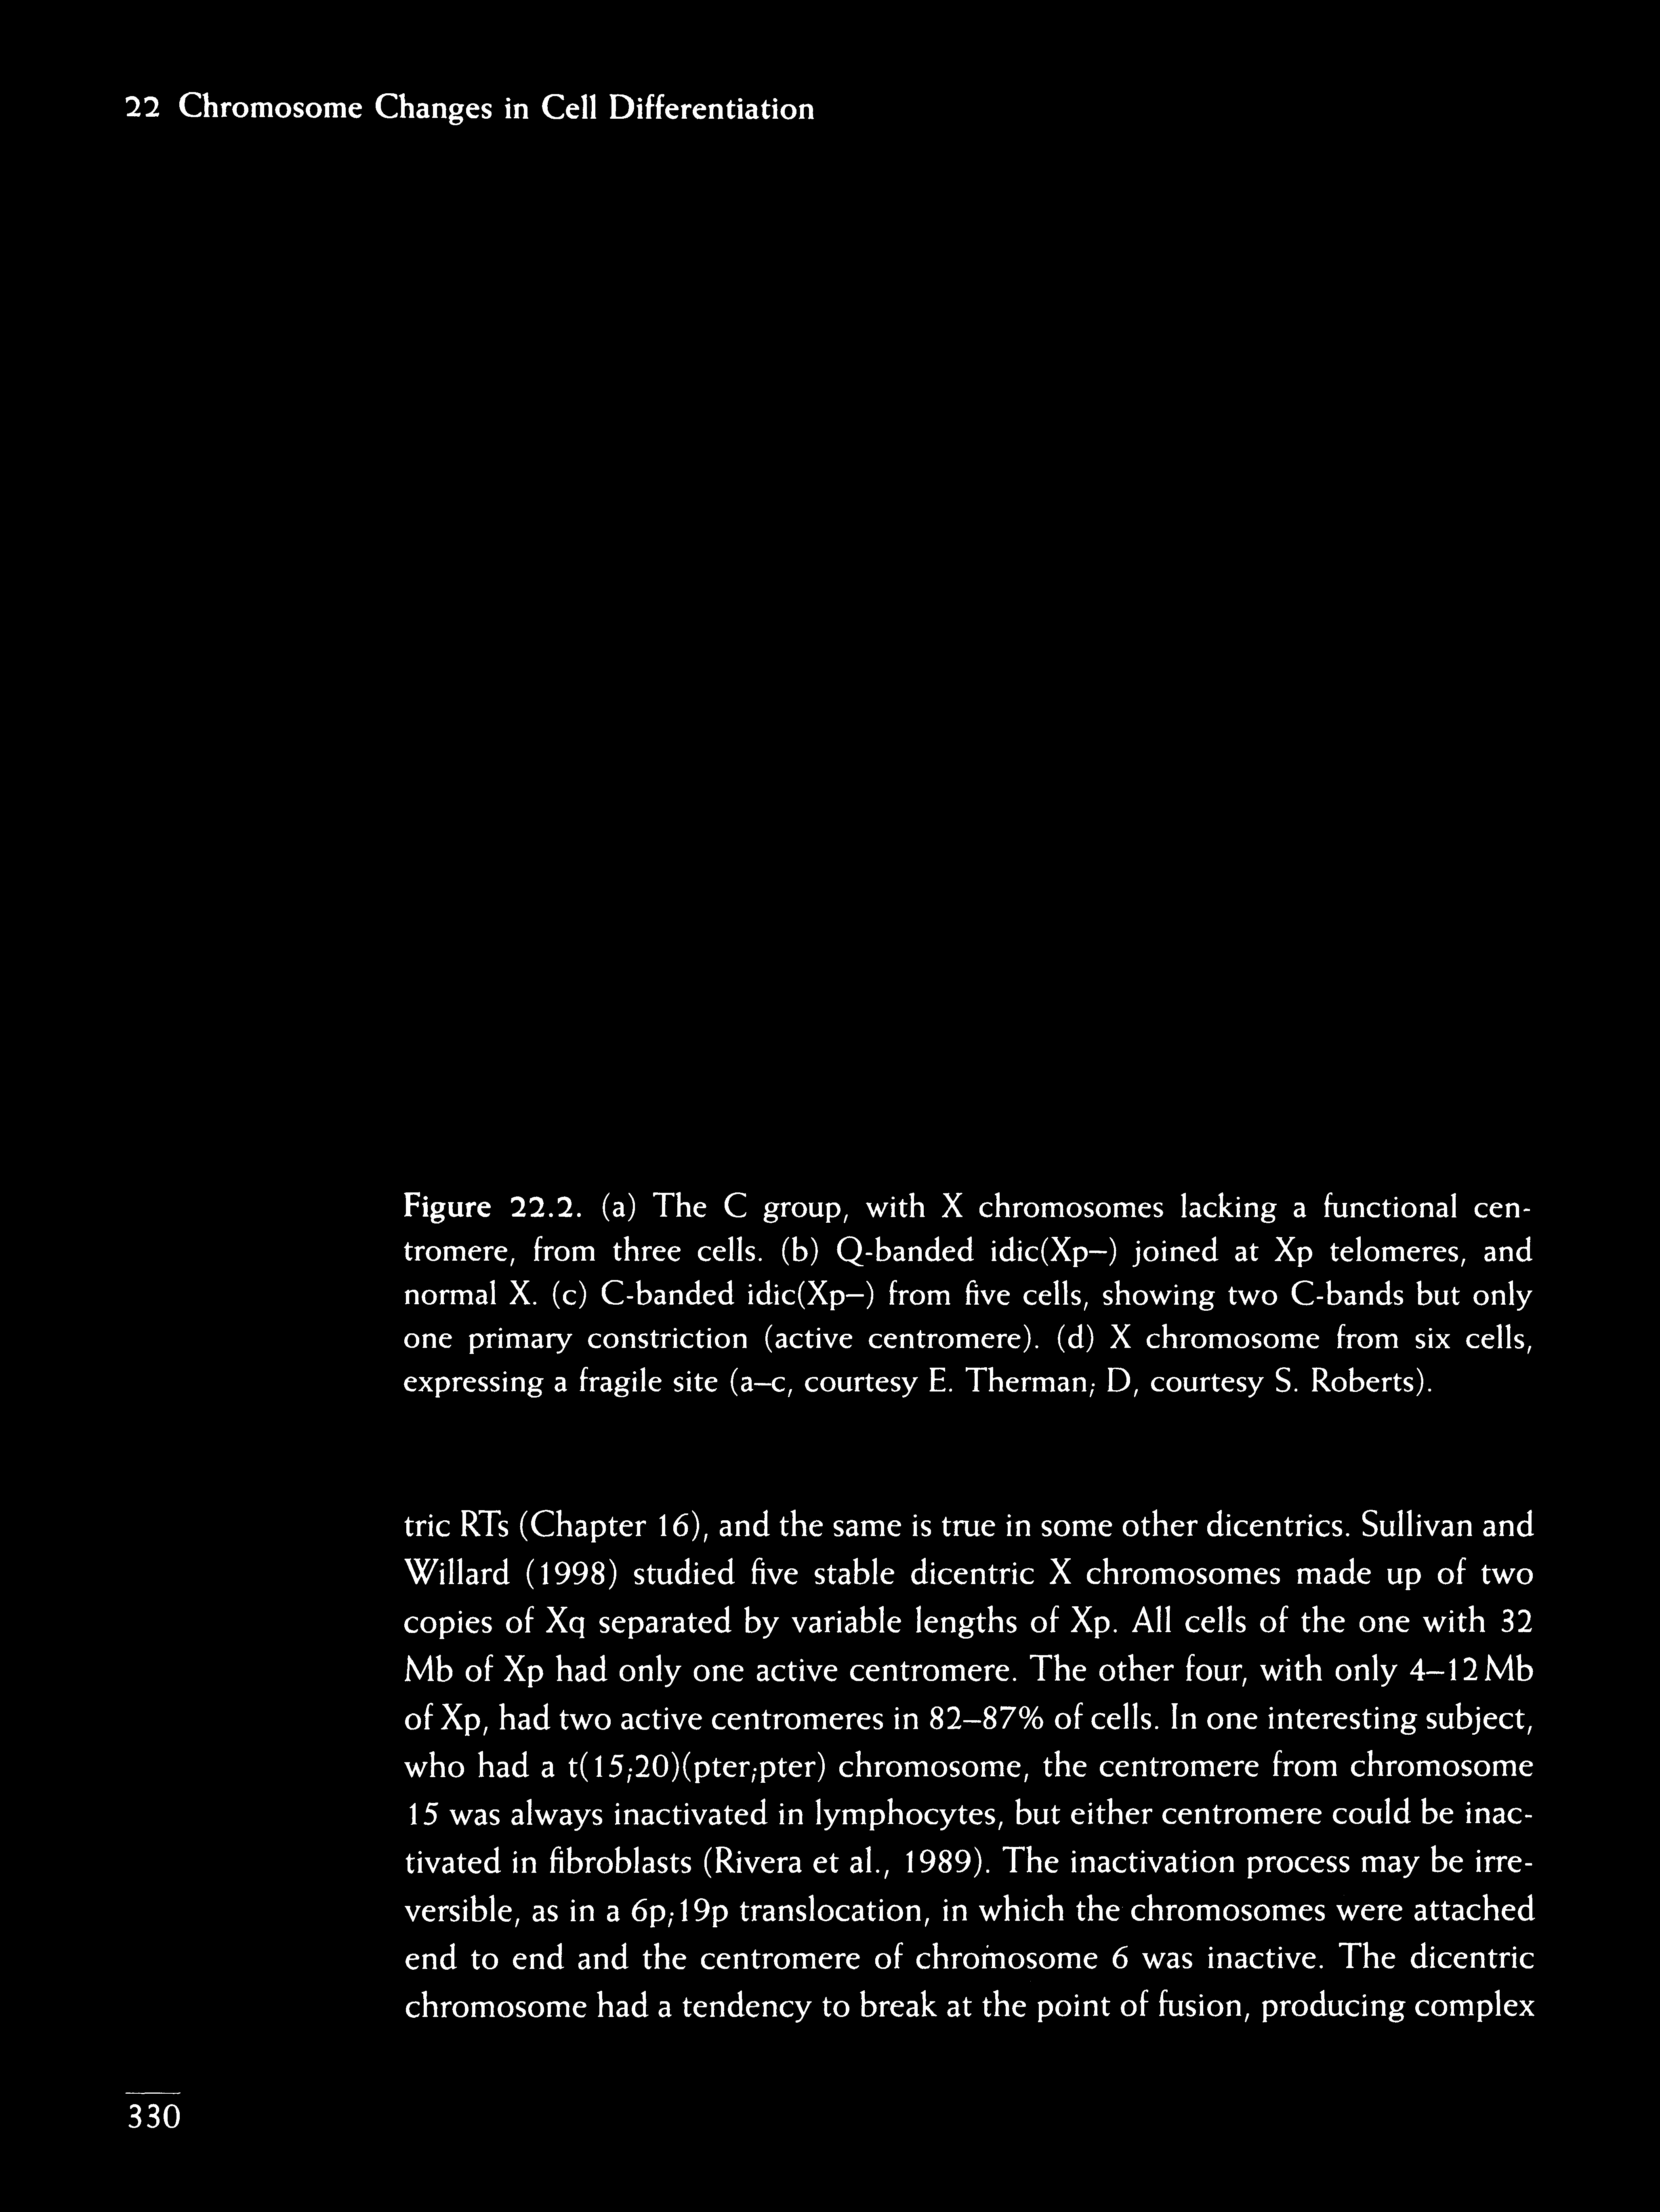 22 Chromosome Changes in Cell Differentiation
Figure 22.2. (a) The C group, with X chromosomes lacking a functional cen-
tromere, from three cells. (b) Q-banded idic(Xp–) joined at Xp telomeres, and
normal X. (c) C-banded idic(Xp–) from five cells, showing two C-bands but only
one primary constriction (active centromere). (d) X chromosome from six cells,
expressing a fragile site (a–c, courtesy E. Therman; D, courtesy S. Roberts).
tric RTs (Chapter 16), and the same is true in some other dicentrics. Sullivan and
Willard (1998) studied five stable dicentric X chromosomes made up of two
copies of Xq separated by variable lengths of Xp. All cells of the one with 32
Mb of Xp had only one active centromere. The other four, with only 4–12 Mb
of Xp, had two active centromeres in 82–87% of cells. In one interesting subject,
who had a t(15;20)(pter;pter) chromosome, the centromere from chromosome
15 was always inactivated in lymphocytes, but either centromere could be inac-
tivated in fibroblasts (Rivera et al., 1989). The inactivation process may be irre-
versible, as in a 6p;19p translocation, in which the chromosomes were attached
end to end and the centromere of chromosome 6 was inactive. The dicentric
chromosome had a tendency to break at the point of fusion, producing complex
330